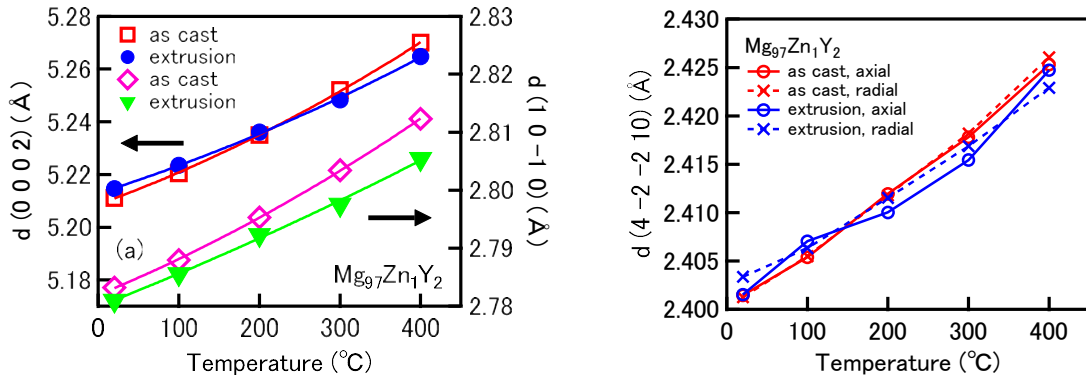 5.28
5.26
5.24
5.22
5.20
5.18
d (0 0 0 2) (Å)
as cast
extrusion
as cast
extrusion
(a)
Mg97Zn1Y2
2.83
2.82
2.81
2.80
2.79
2.78
d (1 0 -1 0) (Å)
0 100 200 300 400
Temperature (°C)
2.430
2.425
2.420
2.415
2.410
2.405
2.400
d (4 -2 -2 10) (Å)
Mg97Zn1Y2
as cast, axial
as cast, radial
extrusion, axial
extrusion, radial
0 100 200 300 400
Temperature (°C)